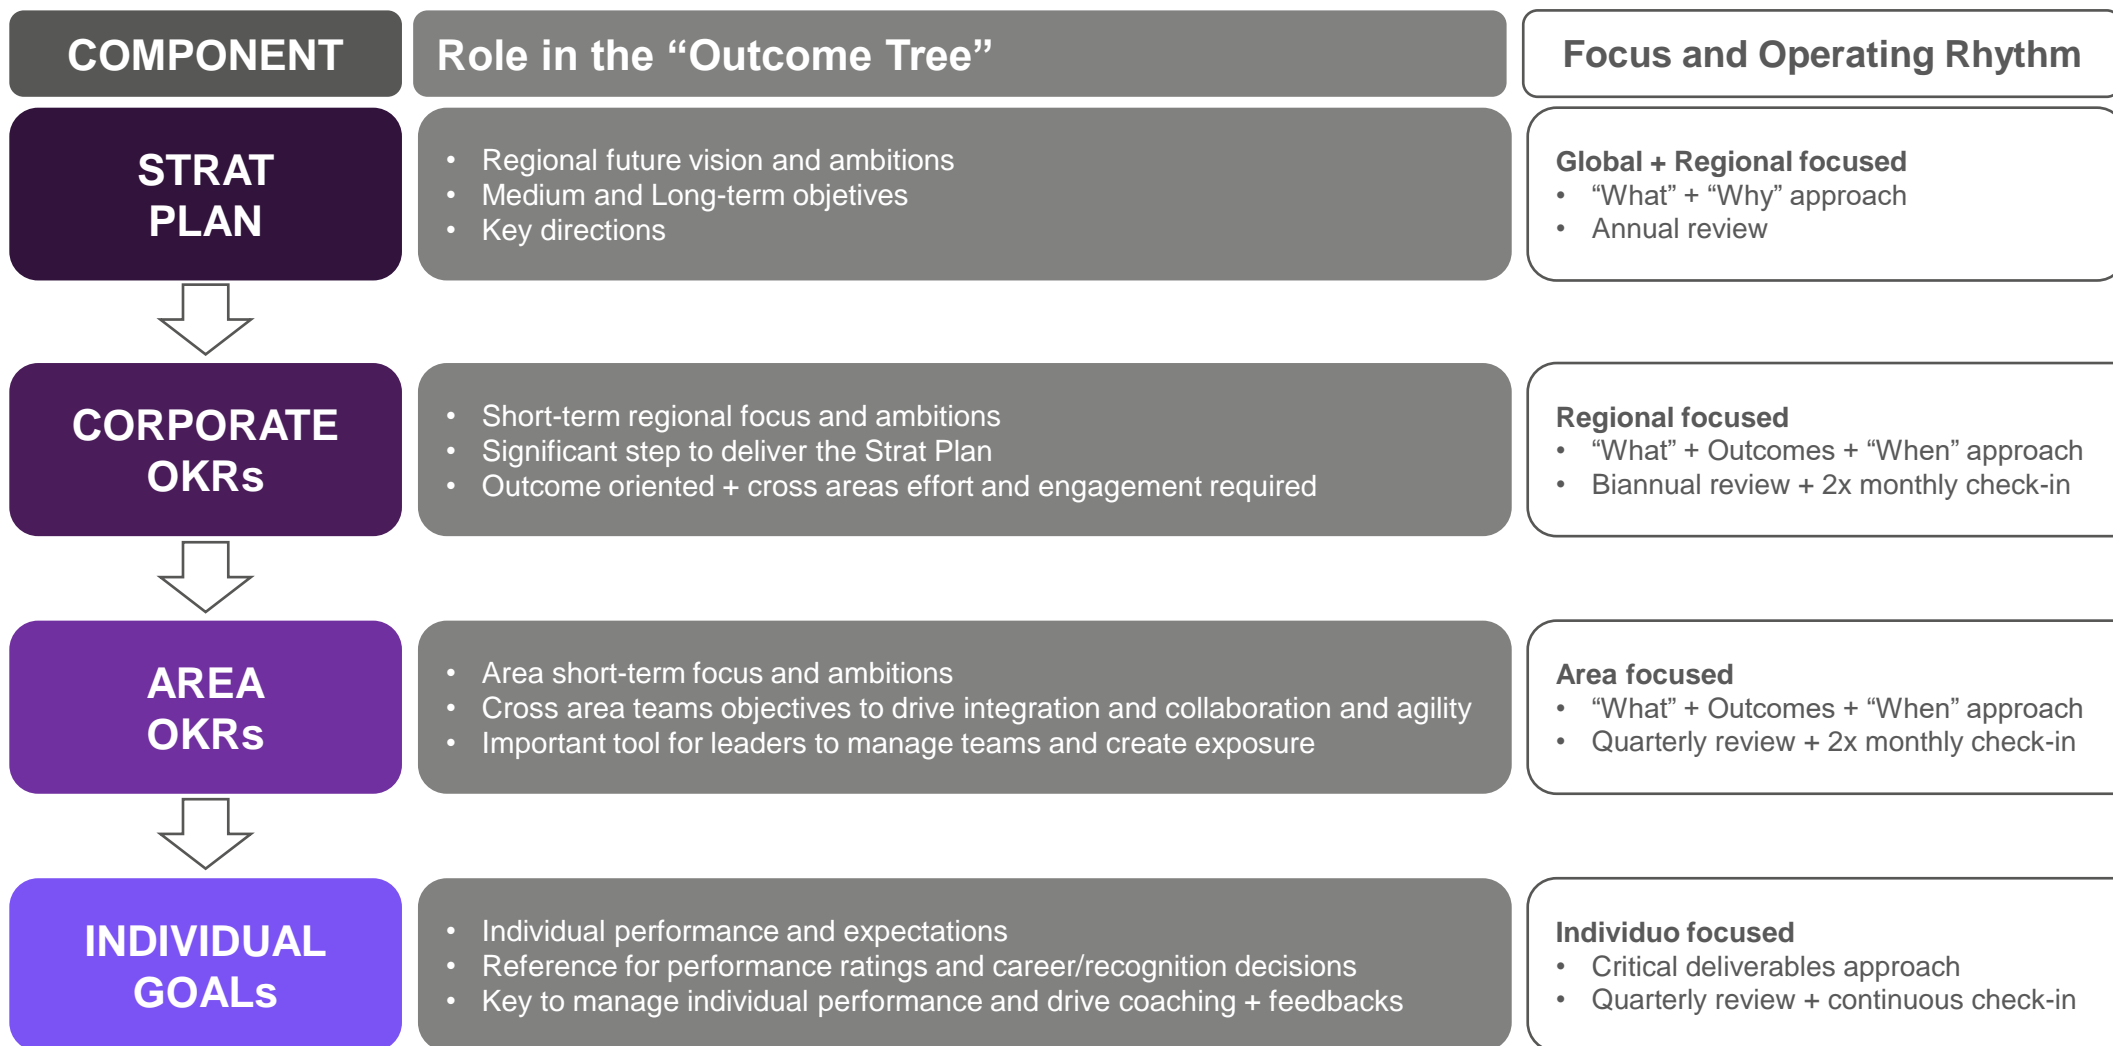 COMPONENT
Role in the “Outcome Tree”
Focus and Operating Rhythm
STRAT
PLAN
• Regional future vision and ambitions
• Medium and Long-term objetives
• Key directions
Global + Regional focused
• “What” + “Why” approach
• Annual review
CORPORATE
OKRs
• Short-term regional focus and ambitions
• Significant step to deliver the Strat Plan
• Outcome oriented + cross areas effort and engagement required
Regional focused
• “What” + Outcomes + “When” approach
• Biannual review + 2x monthly check-in
AREA
OKRs
• Area short-term focus and ambitions
• Cross area teams objectives to drive integration and collaboration and agility
• Important tool for leaders to manage teams and create exposure
Area focused
• “What” + Outcomes + “When” approach
• Quarterly review + 2x monthly check-in
INDIVIDUAL
GOALs
• Individual performance and expectations
• Reference for performance ratings and career/recognition decisions
• Key to manage individual performance and drive coaching + feedbacks
Individuo focused
• Critical deliverables approach
• Quarterly review + continuous check-in